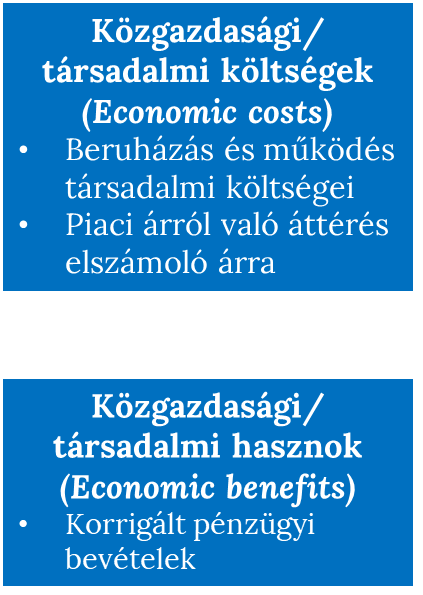 Közgazdasági/
társadalmi költségek
(Economic costs)
• Beruházás és működés
társadalmi költségei
• Piaci árról való áttérés
elszámoló árra
Közgazdasági/
társadalmi hasznok
(Economic benefits)
• Korrigált pénzügyi
bevételek